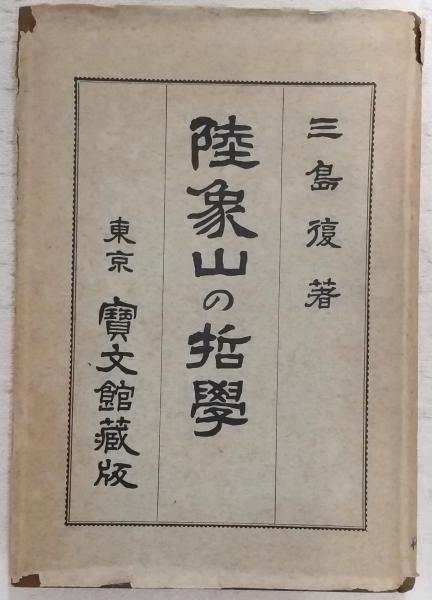 三島復著
陸象山の哲學
東京 寶文館藏版